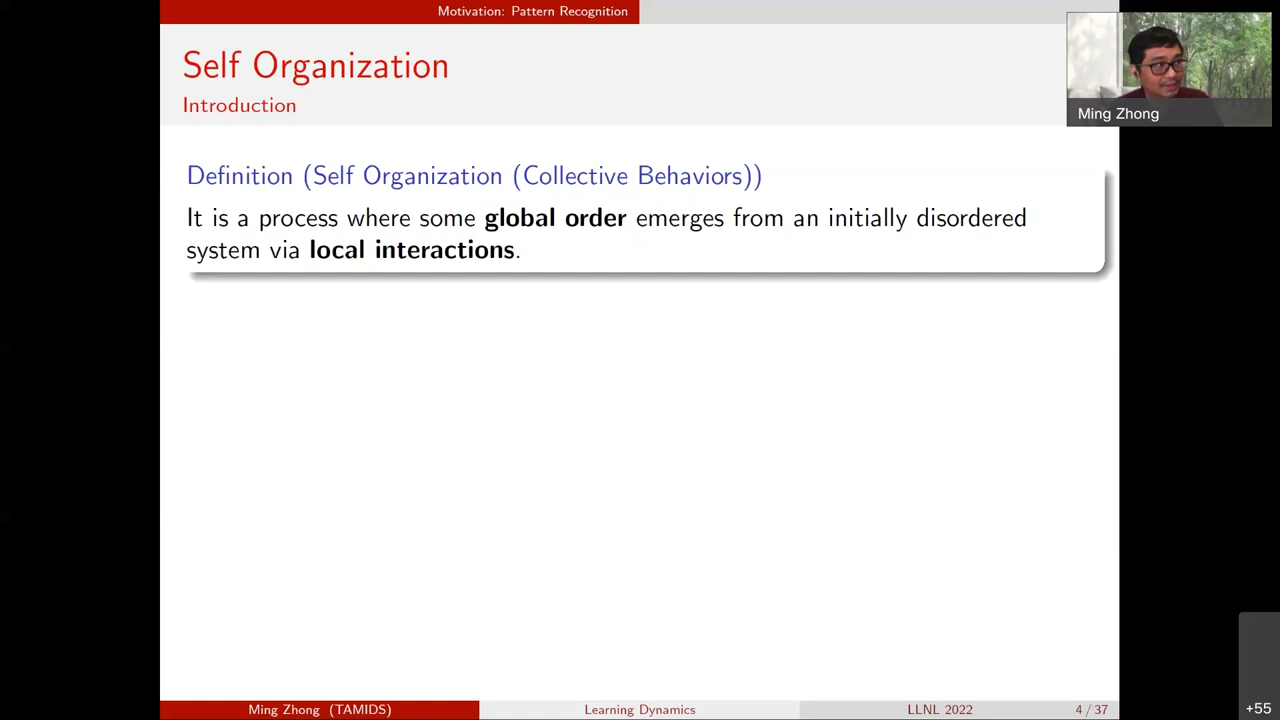 Motivation: Pattern Recognition
Self Organization
Introduction
Ming Zhong
Definition (Self Organization (Collective Behaviors))
It is a process where some global order emerges from an initially disordered
system via local interactions.
Ming Zhong (TAMIDS)
Learning Dynamics
LLNL 2022
4 / 37
+55